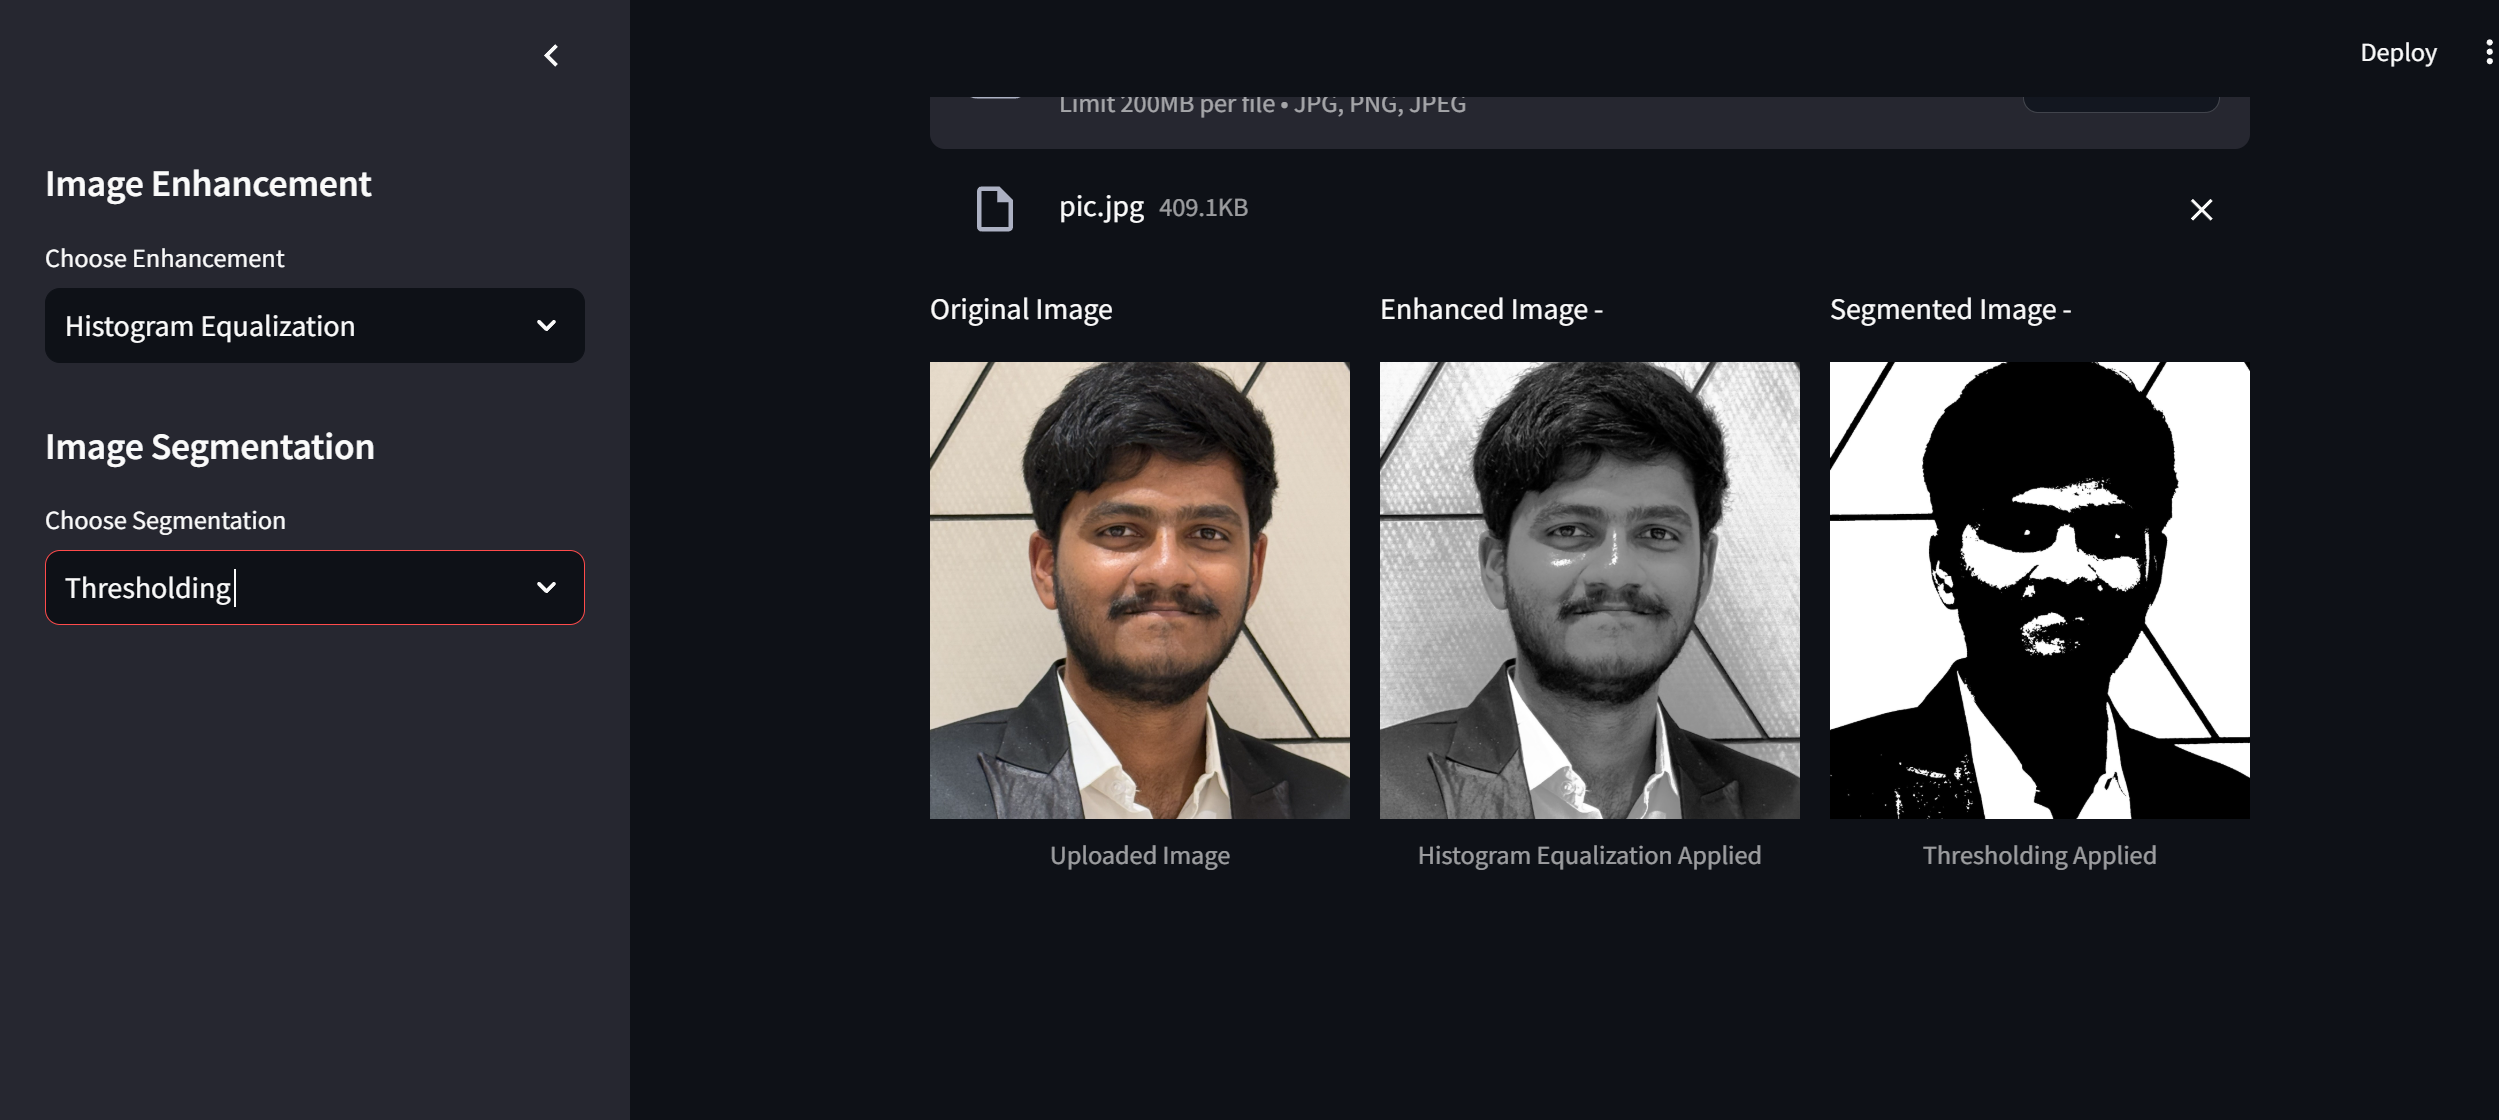 Deploy
Limit 200MB per file • JPG, PNG, JPEG
Image Enhancement
pic.jpg 409.1KB
Choose Enhancement
Histogram Equalization
Original Image
Enhanced Image -
Segmented Image -
Image Segmentation
Choose Segmentation
Thresholding
Uploaded Image
Histogram Equalization Applied
Thresholding Applied